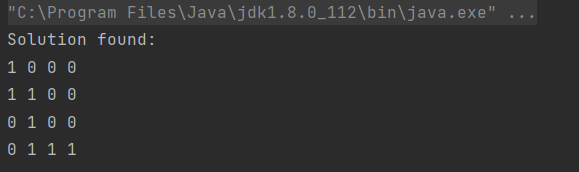 "C:\Program Files\Java\jdk1.8.0_112\bin\java.exe" ...
Solution found:
1 0 0 0
1 1 0 0
0 1 0 0
0 1 1 1